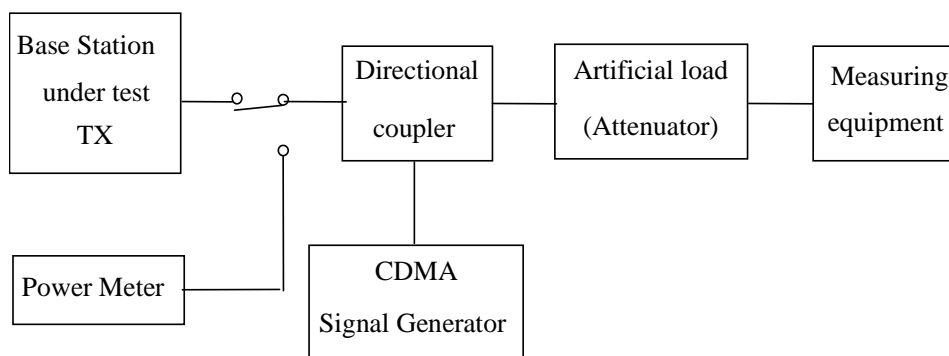 Base Station
under test
TX
Directional
coupler
Artificial load
(Attenuator)
Measuring
equipment
Power Meter
CDMA
Signal Generator